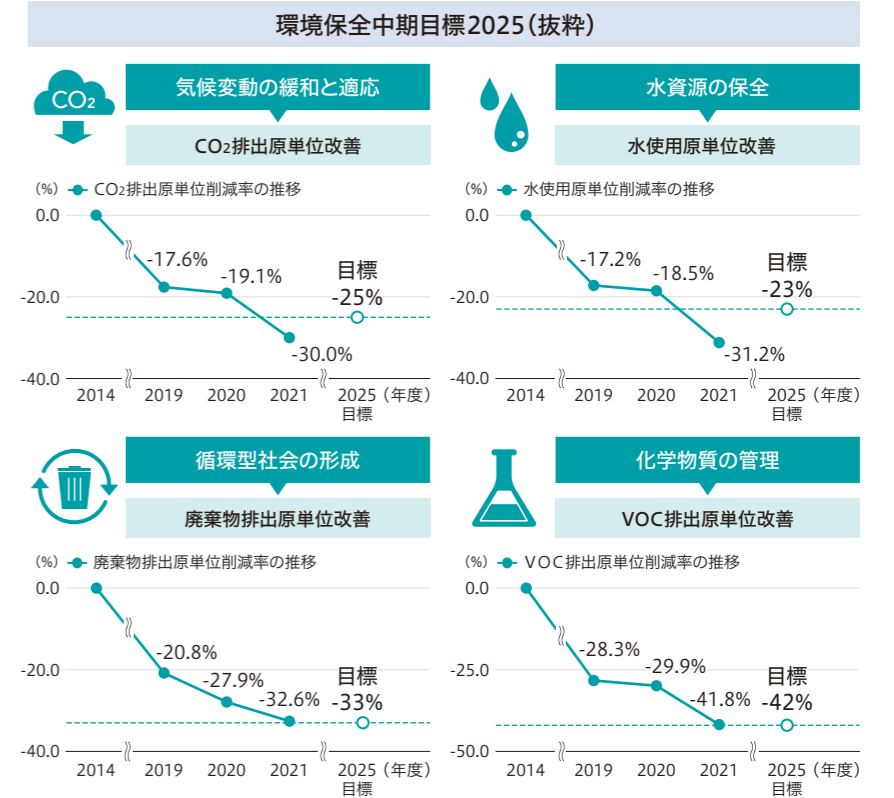 環境保全中期目標2025（抜粋）
CO2
気候変動の緩和と適応
CO2排出原単位改善
(%) CO2排出原単位削減率の推移
0.0
-17.6%
-19.1%
目標
-25%
-20.0
-30.0%
-40.0
2014 2019 2020 2021 2025（年度）
目標
水資源の保全
水使用原単位改善
(%) 水使用原単位削減率の推移
0.0
-17.2%
-18.5%
目標
-23%
-20.0
-31.2%
-40.0
2014 2019 2020 2021 2025（年度）
目標
循環型社会の形成
廃棄物排出原単位改善
(%) 廃棄物排出原単位削減率の推移
0.0
-20.8%
-20.0
-27.9%
-32.6%
目標
-33%
-40.0
2014 2019 2020 2021 2025（年度）
目標
化学物質の管理
VOC排出原単位改善
(%) VOC排出原単位削減率の推移
0.0
-28.3%
-29.9%
-25.0
-41.8%
目標
-42%
-50.0
2014 2019 2020 2021 2025（年度）
目標